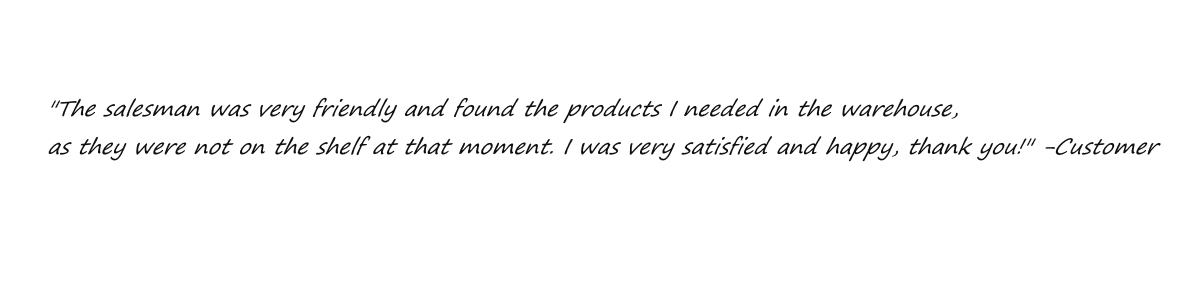 "The salesman was very friendly and found the products I needed in the warehouse,
as they were not on the shelf at that moment. I was very satisfied and happy, thank you!" -Customer